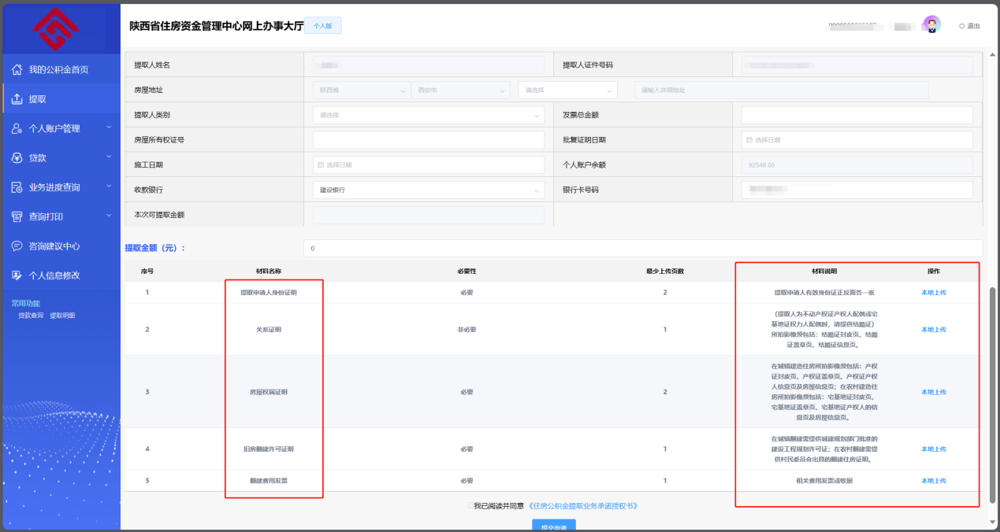 陕西省住房资金管理中心网上办事大厅 个人版
退出
我的公积金首页
提取
个人账户管理
贷款
业务进度查询
查询打印
咨询建议中心
个人信息修改
常用功能
贷款查询 提取明细
提取人姓名 提取人证件号码
房屋地址 陕西省 西安市 请选择 请输入详细地址
提取人类别 请选择 发票总金额
房屋所有权证号 批复证明日期 选择日期
施工日期 选择日期 个人账户余额 92348.05
收款银行 建设银行 银行卡号码
本次可提取金额
提取金额（元）： 0
序号 材料名称 必要性 最少上传页数 材料说明 操作
1 提取申请人身份证明 必要 2 提取申请人有效身份证正反面各一张 本地上传
2 关系证明 非必要 1 （提取人为不动产权证产权人配偶或宅
基地证权力人配偶时，请提供结婚证）
所拍影像须包括：结婚证封皮页、结婚
证盖章页、结婚证信息页。 本地上传
3 房屋权属证明 必要 2 在城镇建造住房所拍影像须包括：产权
证封皮页、产权证盖章页、产权证产权
人信息页及房屋信息页；在农村建造住
房所拍影像须包括：宅基地证封皮页、
宅基地证盖章页、宅基地证产权人的信
息页及房屋信息页。 本地上传
4 旧房翻建许可证明 必要 1 在城镇翻建需提供城建规划部门批准的
建设工程规划许可证；在农村翻建需提
供村民委员会出具的翻建住房证明。 本地上传
5 翻建费用发票 必要 1 相关费用发票或收据 本地上传
我已阅读并同意 《住房公积金提取业务承诺授权书》
提交申请